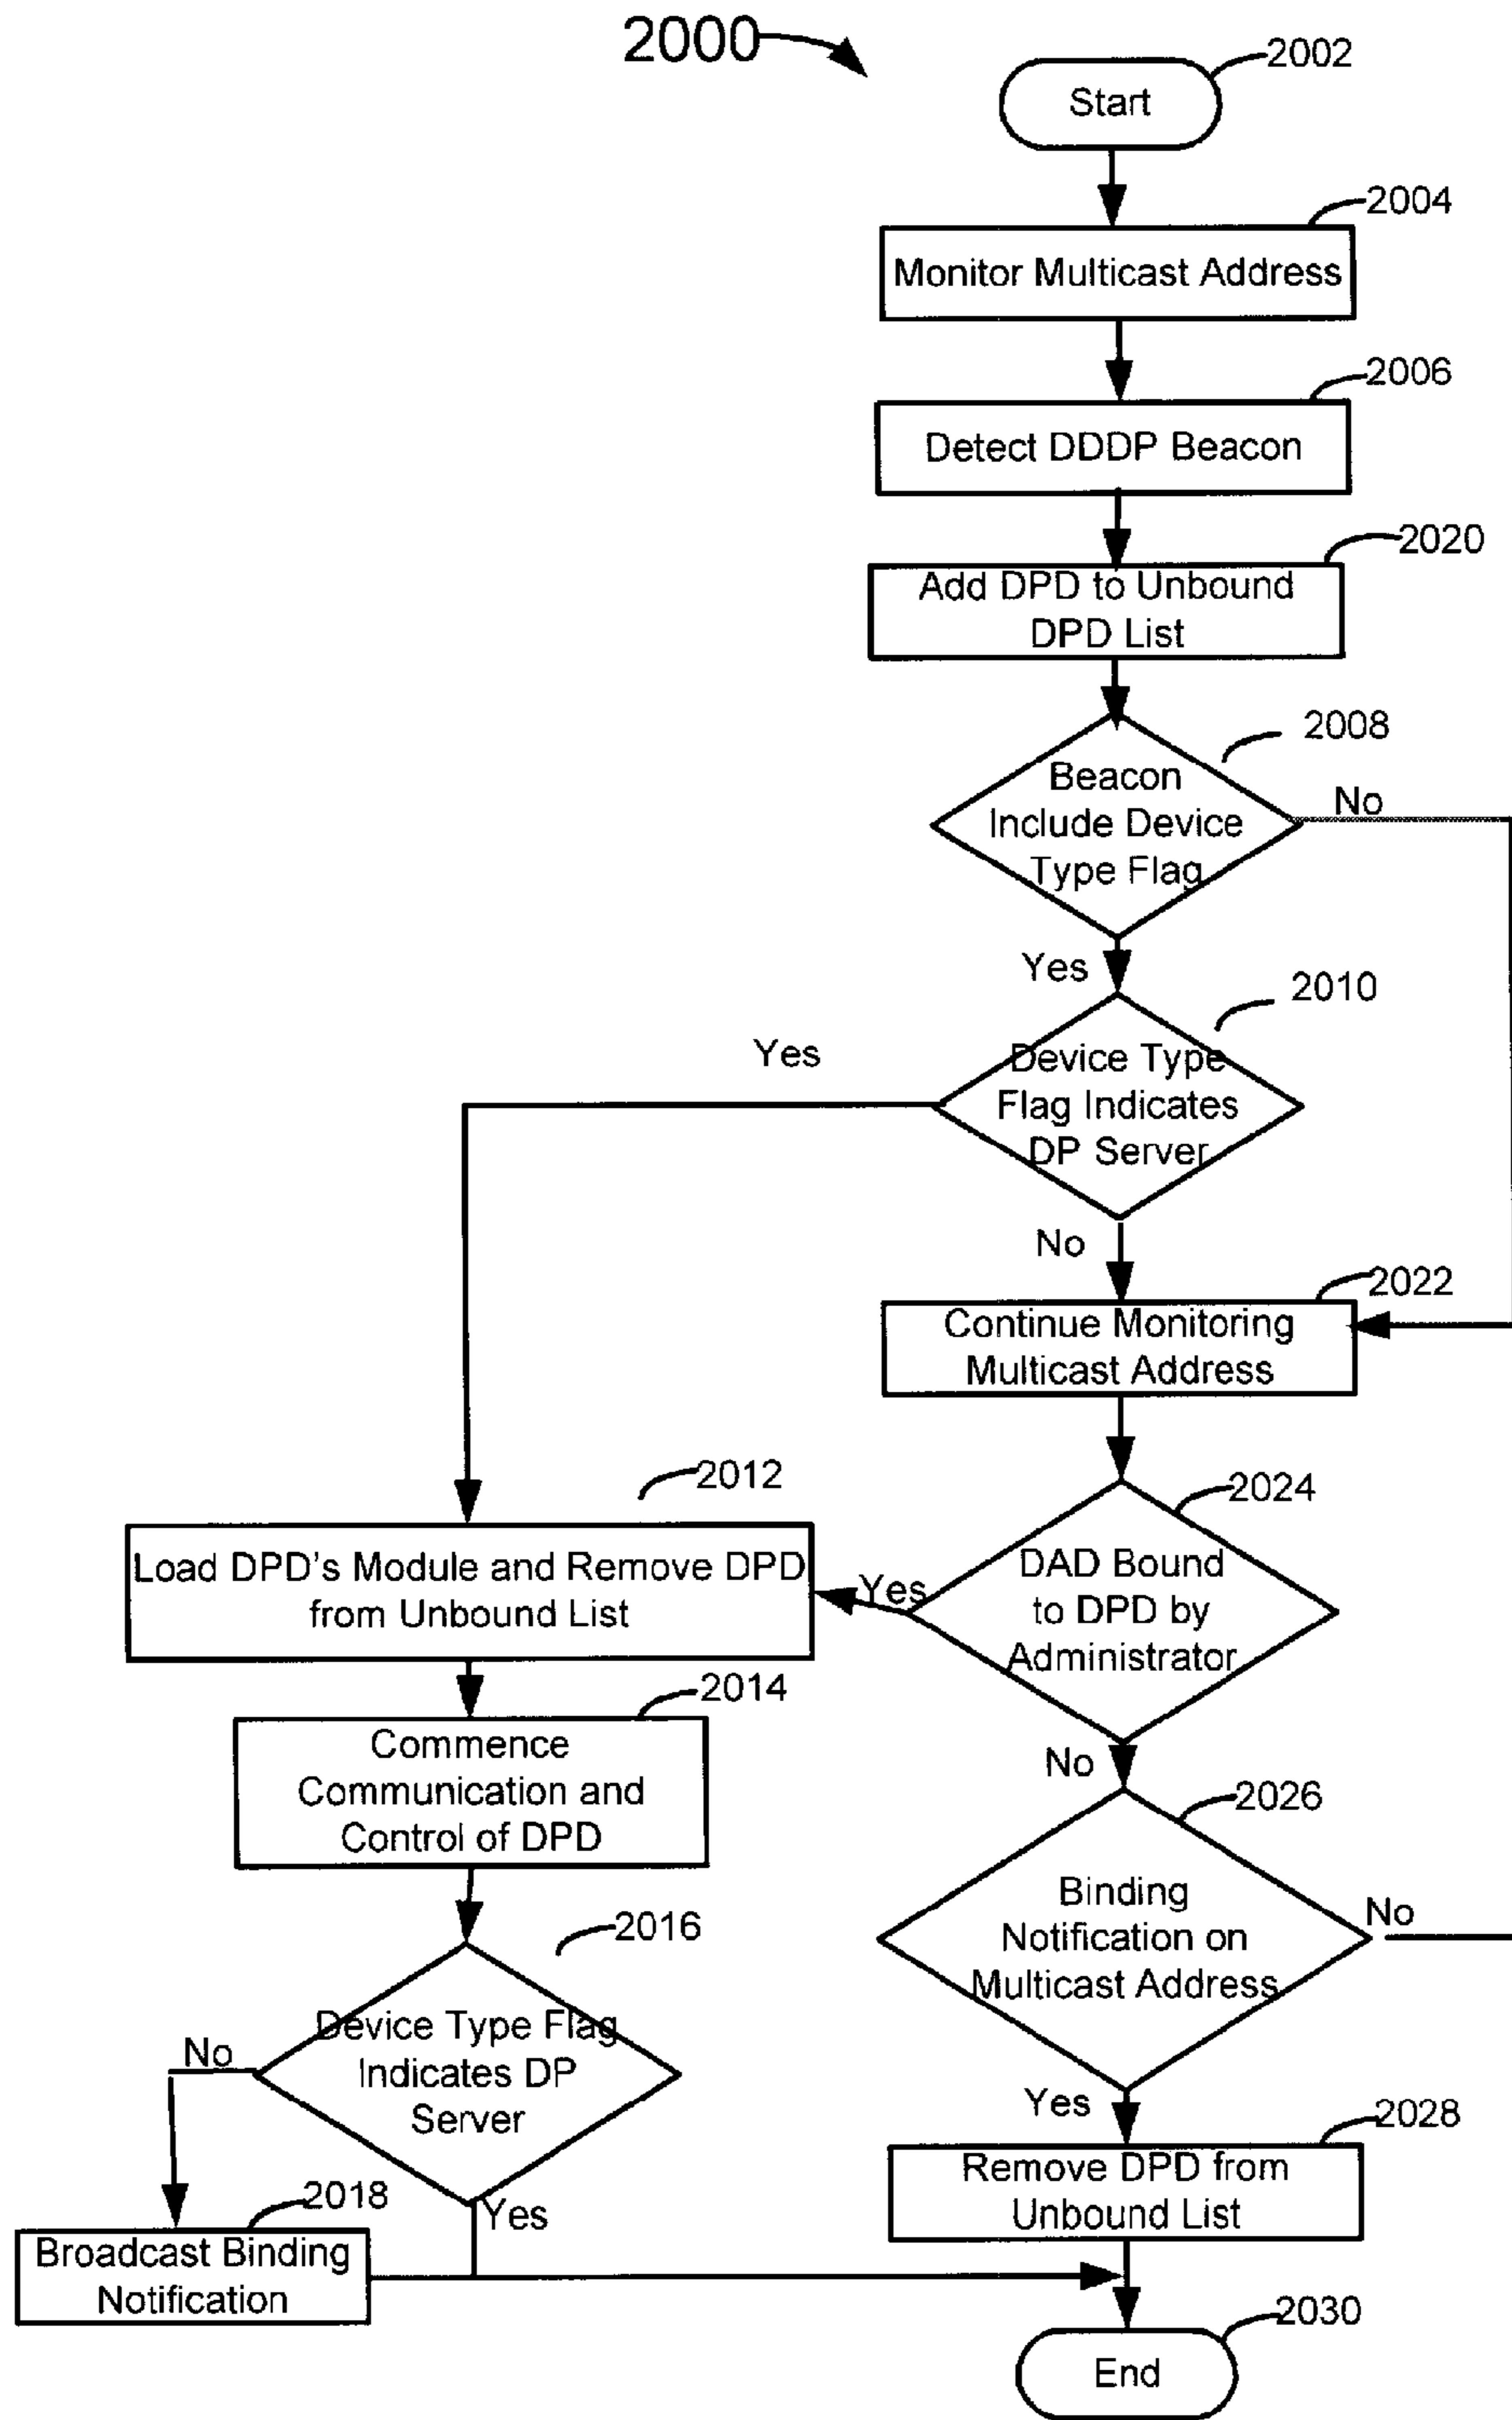 2000
2002
Start
2004
Monitor Multicast Address
2006
Detect DDDP Beacon
2020
Add DPD to Unbound
DPD List
2008
Beacon
Include Device
Type Flag
No
Yes
2010
Device Type
Flag Indicates
DP Server
Yes
No
2022
Continue Monitoring
Multicast Address
2012
Load DPD's Module and Remove DPD
from Unbound List
2024
DAD Bound
to DPD by
Administrator
Yes
No
2014
Commence
Communication and
Control of DPD
2026
Binding
Notification on
Multicast Address
No
Yes
2016
Device Type Flag
Indicates DP
Server
No
Yes
2018
Broadcast Binding
Notification
2028
Remove DPD from
Unbound List
2030
End